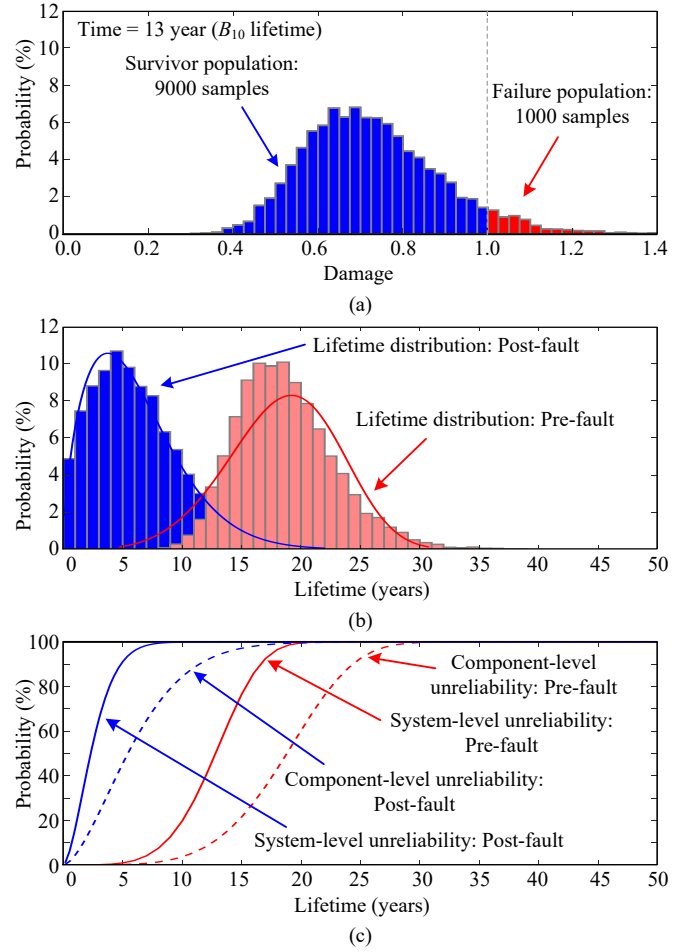 Time = 13 year (B10 lifetime)
Survivor population:
9000 samples
Failure population:
1000 samples
Probability (%)
12
10
8
6
4
2
0
0.0 0.2 0.4 0.6 0.8 1.0 1.2 1.4
Damage
(a)
Lifetime distribution: Post-fault
Lifetime distribution: Pre-fault
Probability (%)
12
10
8
6
4
2
0
0 5 10 15 20 25 30 35 40 45 50
Lifetime (years)
(b)
Component-level
unreliability: Pre-fault
System-level unreliability:
Pre-fault
Component-level unreliability:
Post-fault
System-level unreliability: Post-fault
Probability (%)
100
80
60
40
20
0
0 5 10 15 20 25 30 35 40 45 50
Lifetime (years)
(c)